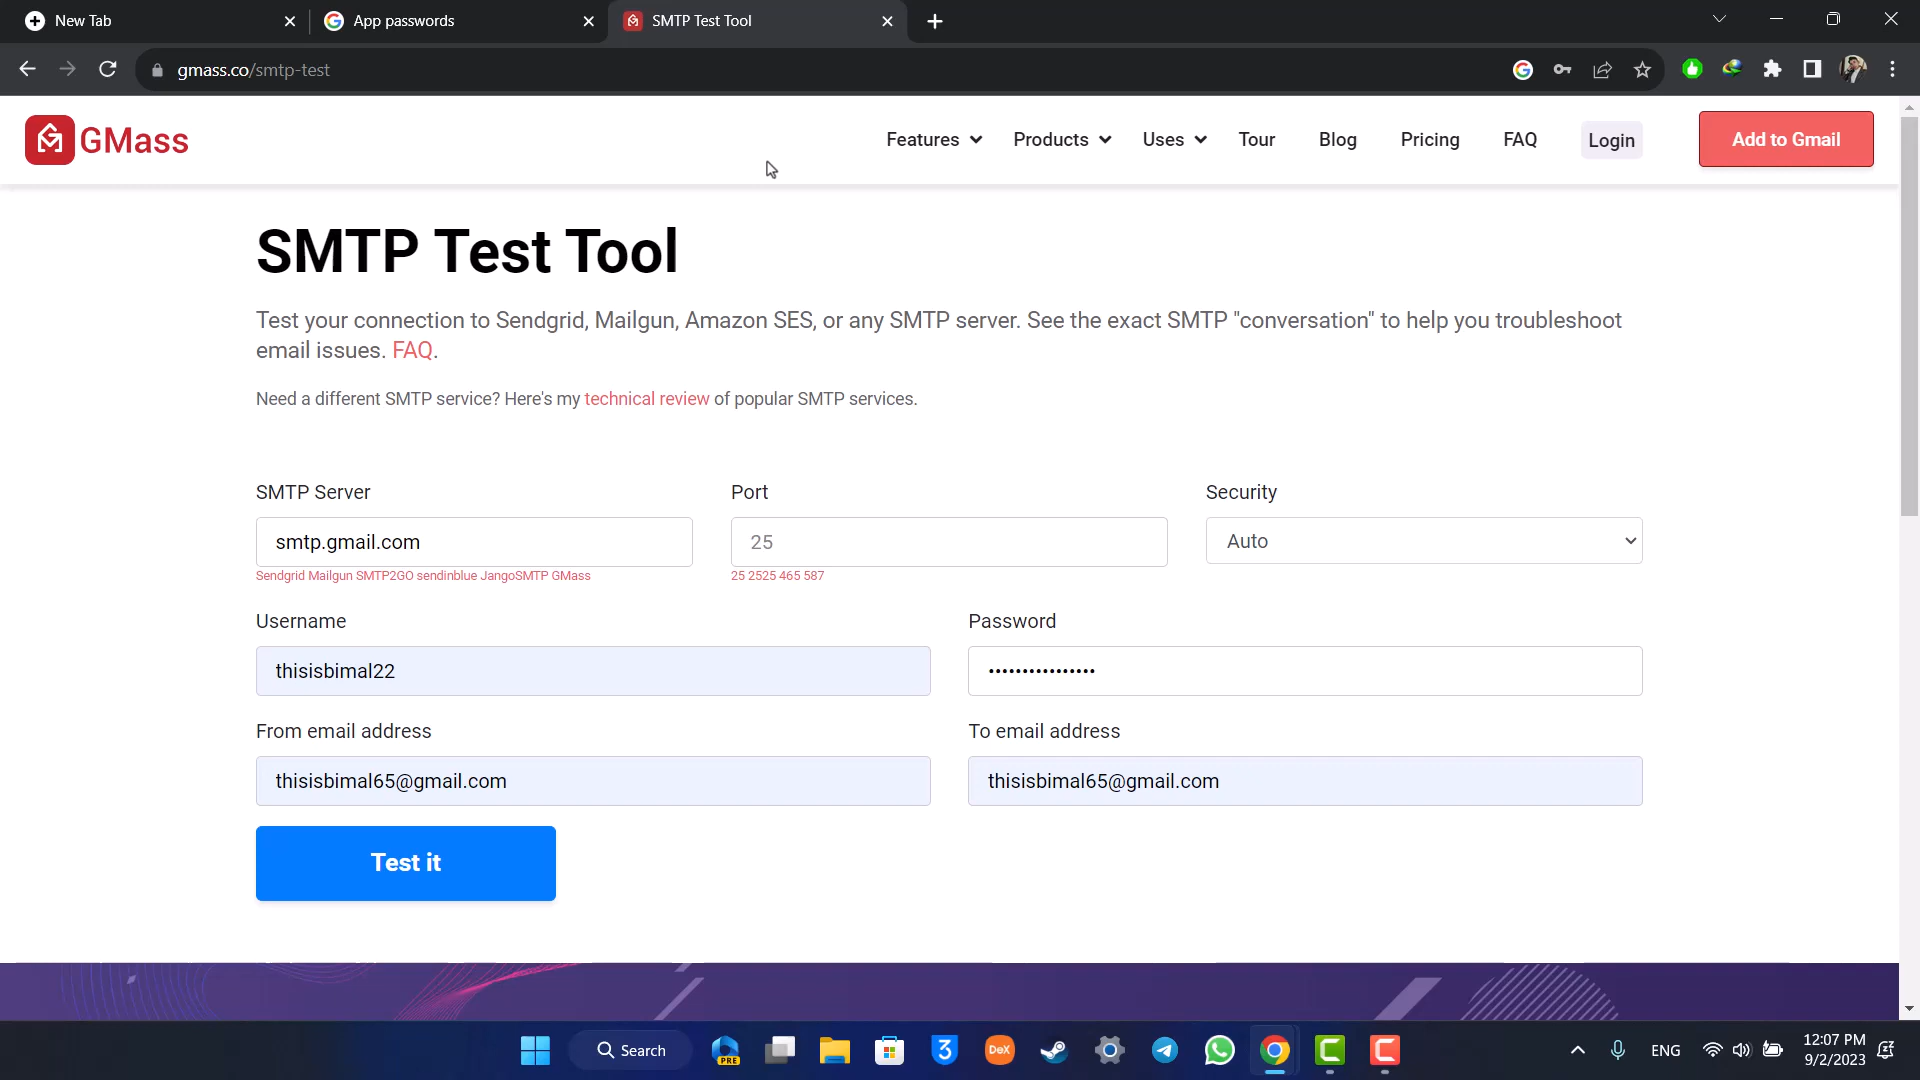 New Tab
App passwords
SMTP Test Tool
gmass.co/smtp-test
GMass
Features
Products
Uses
Tour
Blog
Pricing
FAQ
Login
Add to Gmail
SMTP Test Tool
Test your connection to Sendgrid, Mailgun, Amazon SES, or any SMTP server. See the exact SMTP "conversation" to help you troubleshoot
email issues. FAQ.
Need a different SMTP service? Here's my technical review of popular SMTP services.
SMTP Server
Port
Security
smtp.gmail.com
25
Auto
Sendgrid Mailgun SMTP2GO sendinblue JangoSMTP GMass
25 2525 465 587
Username
Password
thisisbimal22
••••••••••••••••
From email address
To email address
thisisbimal65@gmail.com
thisisbimal65@gmail.com
Test it
Search
PRE
3
DeX
ENG
12:07 PM
9/2/2023